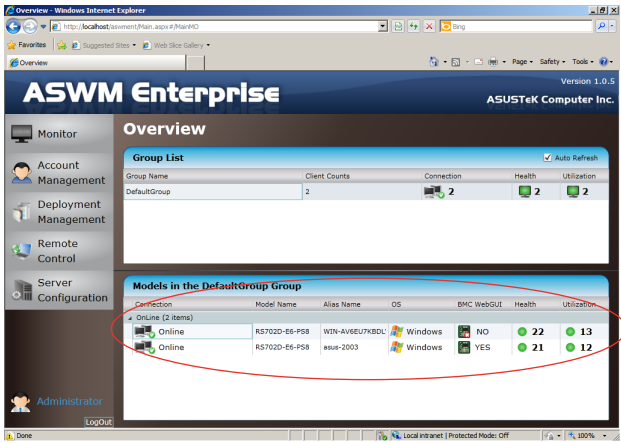 Overview - Windows Internet Explorer
http://localhost/aswment/Main.aspx#/MainMO
Bing
Favorites Suggested Sites Web Slice Gallery
Overview
Page Safety Tools
Version 1.0.5
ASWM Enterprise
ASUSTeK Computer Inc.
Monitor
Account Management
Deployment Management
Remote Control
Server Configuration
Administrator
LogOut
Overview
Group List Auto Refresh
Group Name Client Counts Connection Health Utilization
DefaultGroup 2 2 2 2
Models in the DefaultGroup Group
Connection Model Name Alias Name OS BMC WebGUI Health Utilization
OnLine (2 items)
Online RS702D-E6-PS8 WIN-AV6EU7KBDL' Windows NO 22 13
Online RS702D-E6-PS8 asus-2003 Windows YES 21 12
Done Local intranet | Protected Mode: Off 100%